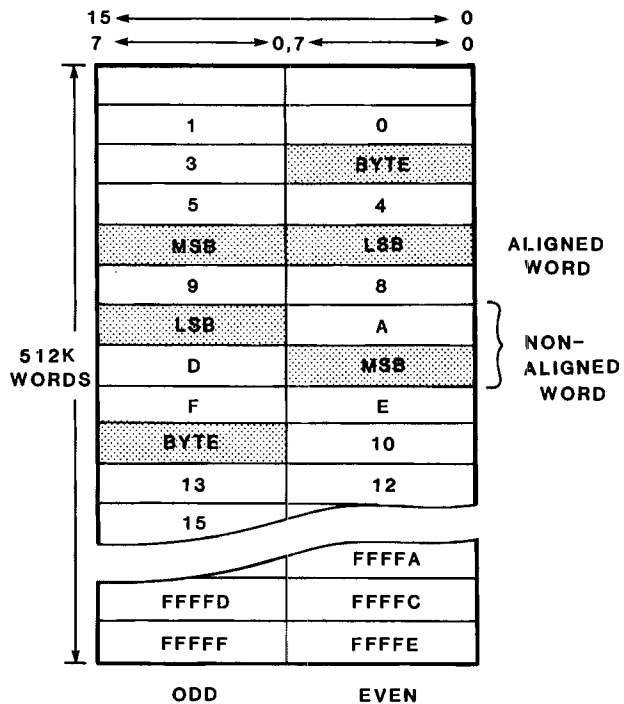 15 0
7 0,7 0
1 0
3 BYTE
5 4
MSB LSB ALIGNED
WORD
9 8
LSB A
512K
WORDS
D MSB
NON-
ALIGNED
WORD
F E
BYTE 10
13 12
15
FFFFA
FFFFD FFFFC
FFFFF FFFFE
ODD EVEN